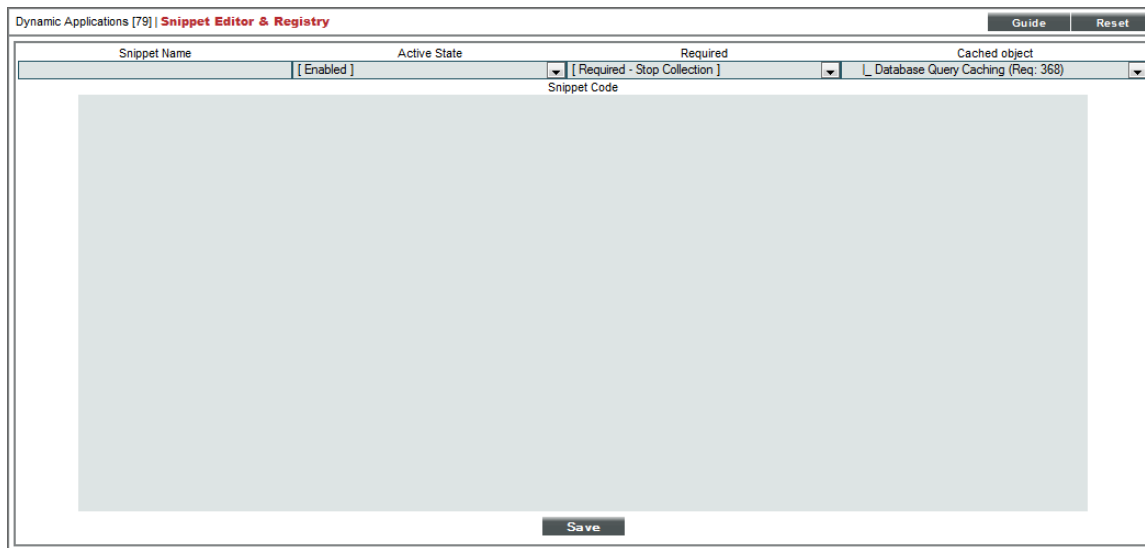 Dynamic Applications [79] | Snippet Editor & Registry Guide Reset
Snippet Name Active State Required Cached object
[ Enabled ] [ Required - Stop Collection ] |_ Database Query Caching (Req: 368)
Snippet Code
Save